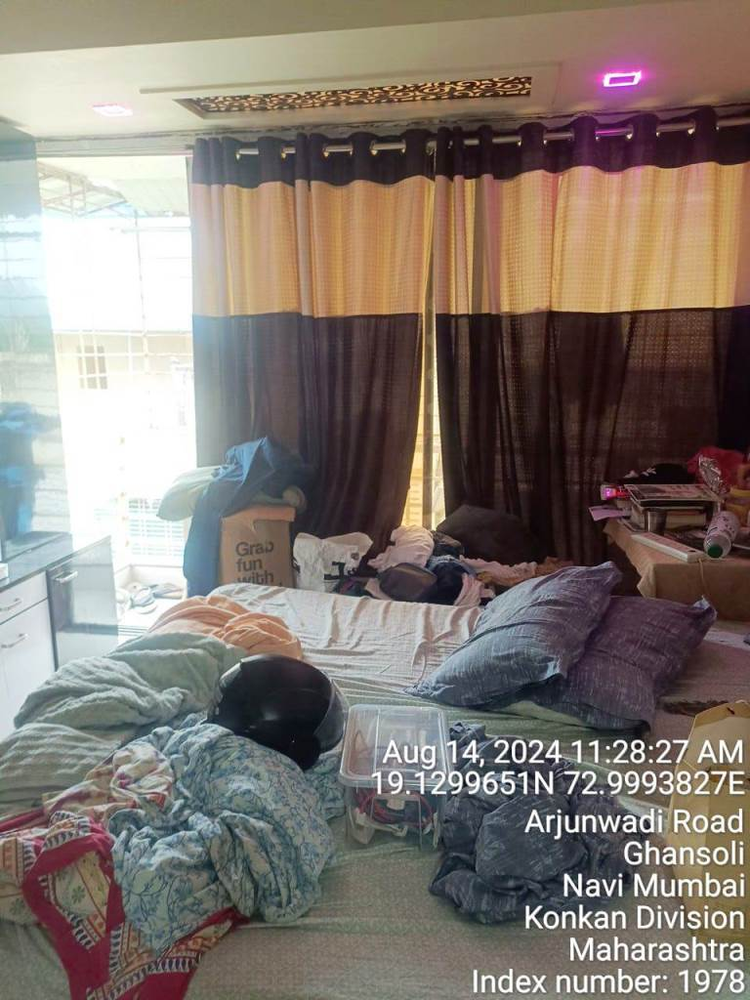 Grab
fun
with
Aug 14, 2024 11:28:27 AM
19.1299651N 72.9993827E
Arjunwadi Road
Ghansoli
Navi Mumbai
Konkan Division
Maharashtra
Index number: 1978